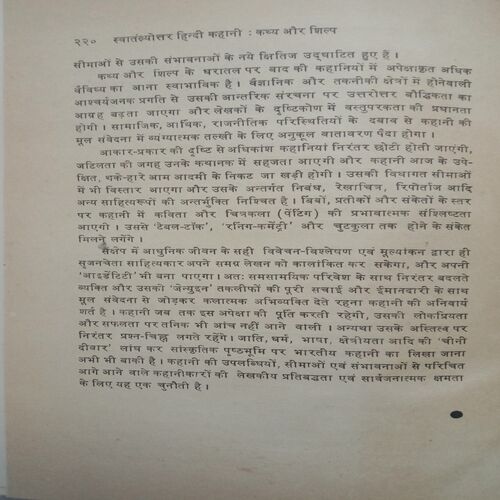 २२० स्वातंत्र्योत्तर हिन्दी कहानी : कथ्य और शिल्प
सीमाओं से उसकी संभावनाओं के नये क्षितिज उद्घाटित हुए हैं ।
कथ्य और शिल्प के धरातल पर बाद की कहानियों में अपेक्षाकृत अधिक
वैविध्य का आना स्वाभाविक है । वैज्ञानिक और तकनीकी क्षेत्रों में होनेवाली
आश्चर्यजनक प्रगति से उसकी आन्तरिक संरचना पर उत्तरोत्तर बौद्धिकता का
आग्रह बढ़ता जाएगा और लेखकों के दृष्टिकोण में वस्तुपरकता की प्रधानता
होगी । सामाजिक, आर्थिक, राजनीतिक परिस्थितियों के दबाव से कहानी की
मूल संवेदना में व्यंग्यात्मक तल्खी के लिए अनुकूल वातावरण पैदा होगा ।
आकार-प्रकार की दृष्टि से अधिकांश कहानियां निरंतर छोटी होती जाएंगी,
जटिलता की जगह उनके कथानक में सहजता आएगी और कहानी आज के उपे-
क्षित, थके-हारे आम आदमी के निकट जा खड़ी होगी । उसकी विधागत सीमाओं
में भी विस्तार आएगा और उसके अन्तर्गत निबंध, रेखाचित्र, रिपोर्ताज आदि
अन्य साहित्यरूपों की अन्तर्भुक्ति निश्चित है । बिंबों, प्रतीकों और संकेतों के स्तर
पर कहानी में कविता और चित्रकला (पेंटिंग) की प्रभावात्मक संश्लिष्टता
आएगी । उससे 'टेबल-टॉक', 'रनिंग-कमेंट्री' और चुटकुला तक होने के संकेत
मिलने लगेंगे ।
संक्षेप में आधुनिक जीवन के सही विवेचन-विश्लेषण एवं मूल्यांकन द्वारा ही
सृजनचेता साहित्यकार अपने समग्र लेखन को कालांकित कर सकेगा, और अपनी
'आइडेंटिटी' भी बना पाएगा । अतः समसामयिक परिवेश के साथ निरंतर बदलते
व्यक्ति और उसकी 'जेन्युइन' तकलीफों की पूरी सचाई और ईमानदारी के साथ
मूल संवेदना से जोड़कर कलात्मक अभिव्यक्ति देते रहना कहानी की अनिवार्य
शर्त है । कहानी जब तक इस अपेक्षा की पूर्ति करती रहेगी, उसकी लोकप्रियता
और सफलता पर तनिक भी आंच नहीं आने वाली । अन्यथा उसके अस्तित्व पर
निरंतर प्रश्न-चिह्न लगते रहेंगे । जाति, धर्म, भाषा, क्षेत्रीयता आदि की 'चीनी
दीवार' लांघ कर सांस्कृतिक पृष्ठभूमि पर भारतीय कहानी का लिखा जाना
अभी भी बाकी है । कहानी की उपलब्धियों, सीमाओं एवं संभावनाओं से परिचित
आगे आने वाले कहानीकारों की लेखकीय प्रतिबद्धता एवं सार्वजनात्मक क्षमता
के लिए यह एक चुनौती है ।